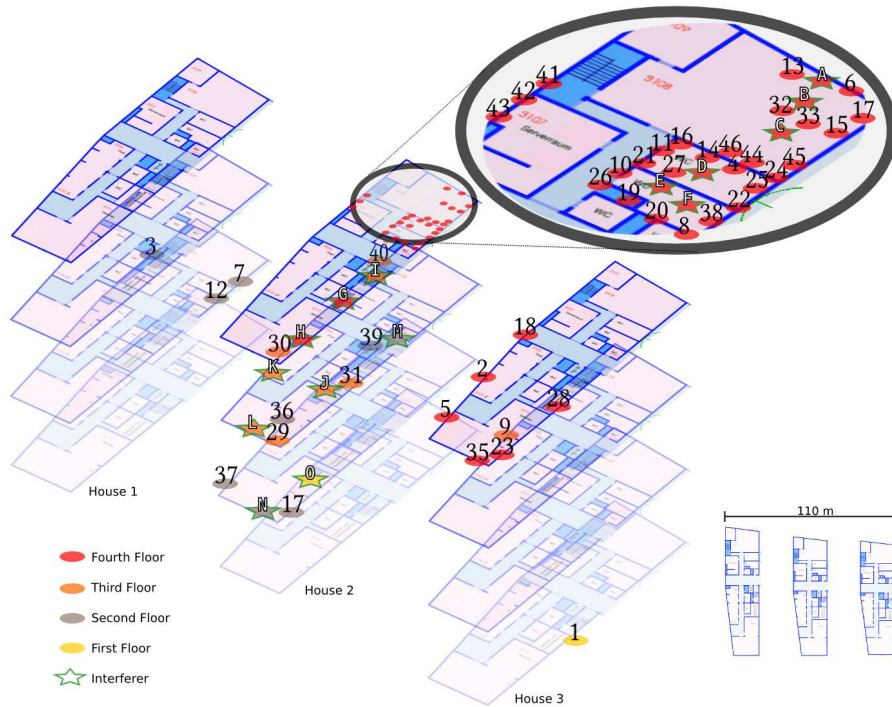 41
42
43
13
A
6
B
32
33
17
C
15
3108
3107
Serverraum
WC
16
11
21
10
26
27
14
46
4
44
45
24
25
D
E
F
19
20
8
38
22
3
12
7
40
I
G
H
30
K
39
M
J
31
36
L
29
37
O
N
17
18
2
5
28
9
23
35
1
House 1
House 2
House 3
110 m
Fourth Floor
Third Floor
Second Floor
First Floor
Interferer